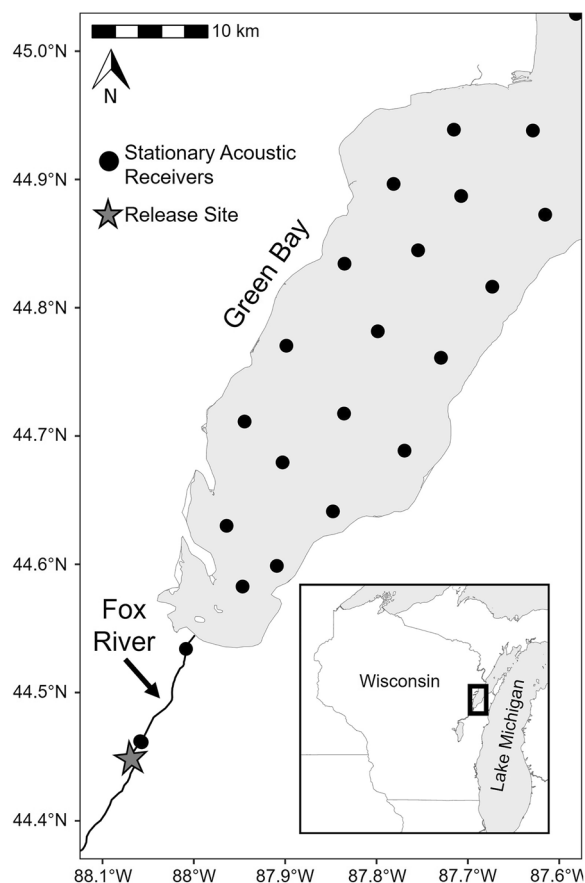 45.0°N
10 km
N
Stationary Acoustic
Receivers
Release Site
44.9°N
Green Bay
44.8°N
44.7°N
44.6°N
Fox
River
Wisconsin
Lake Michigan
44.5°N
44.4°N
88.1°W
88°W
87.9°W
87.8°W
87.7°W
87.6°W